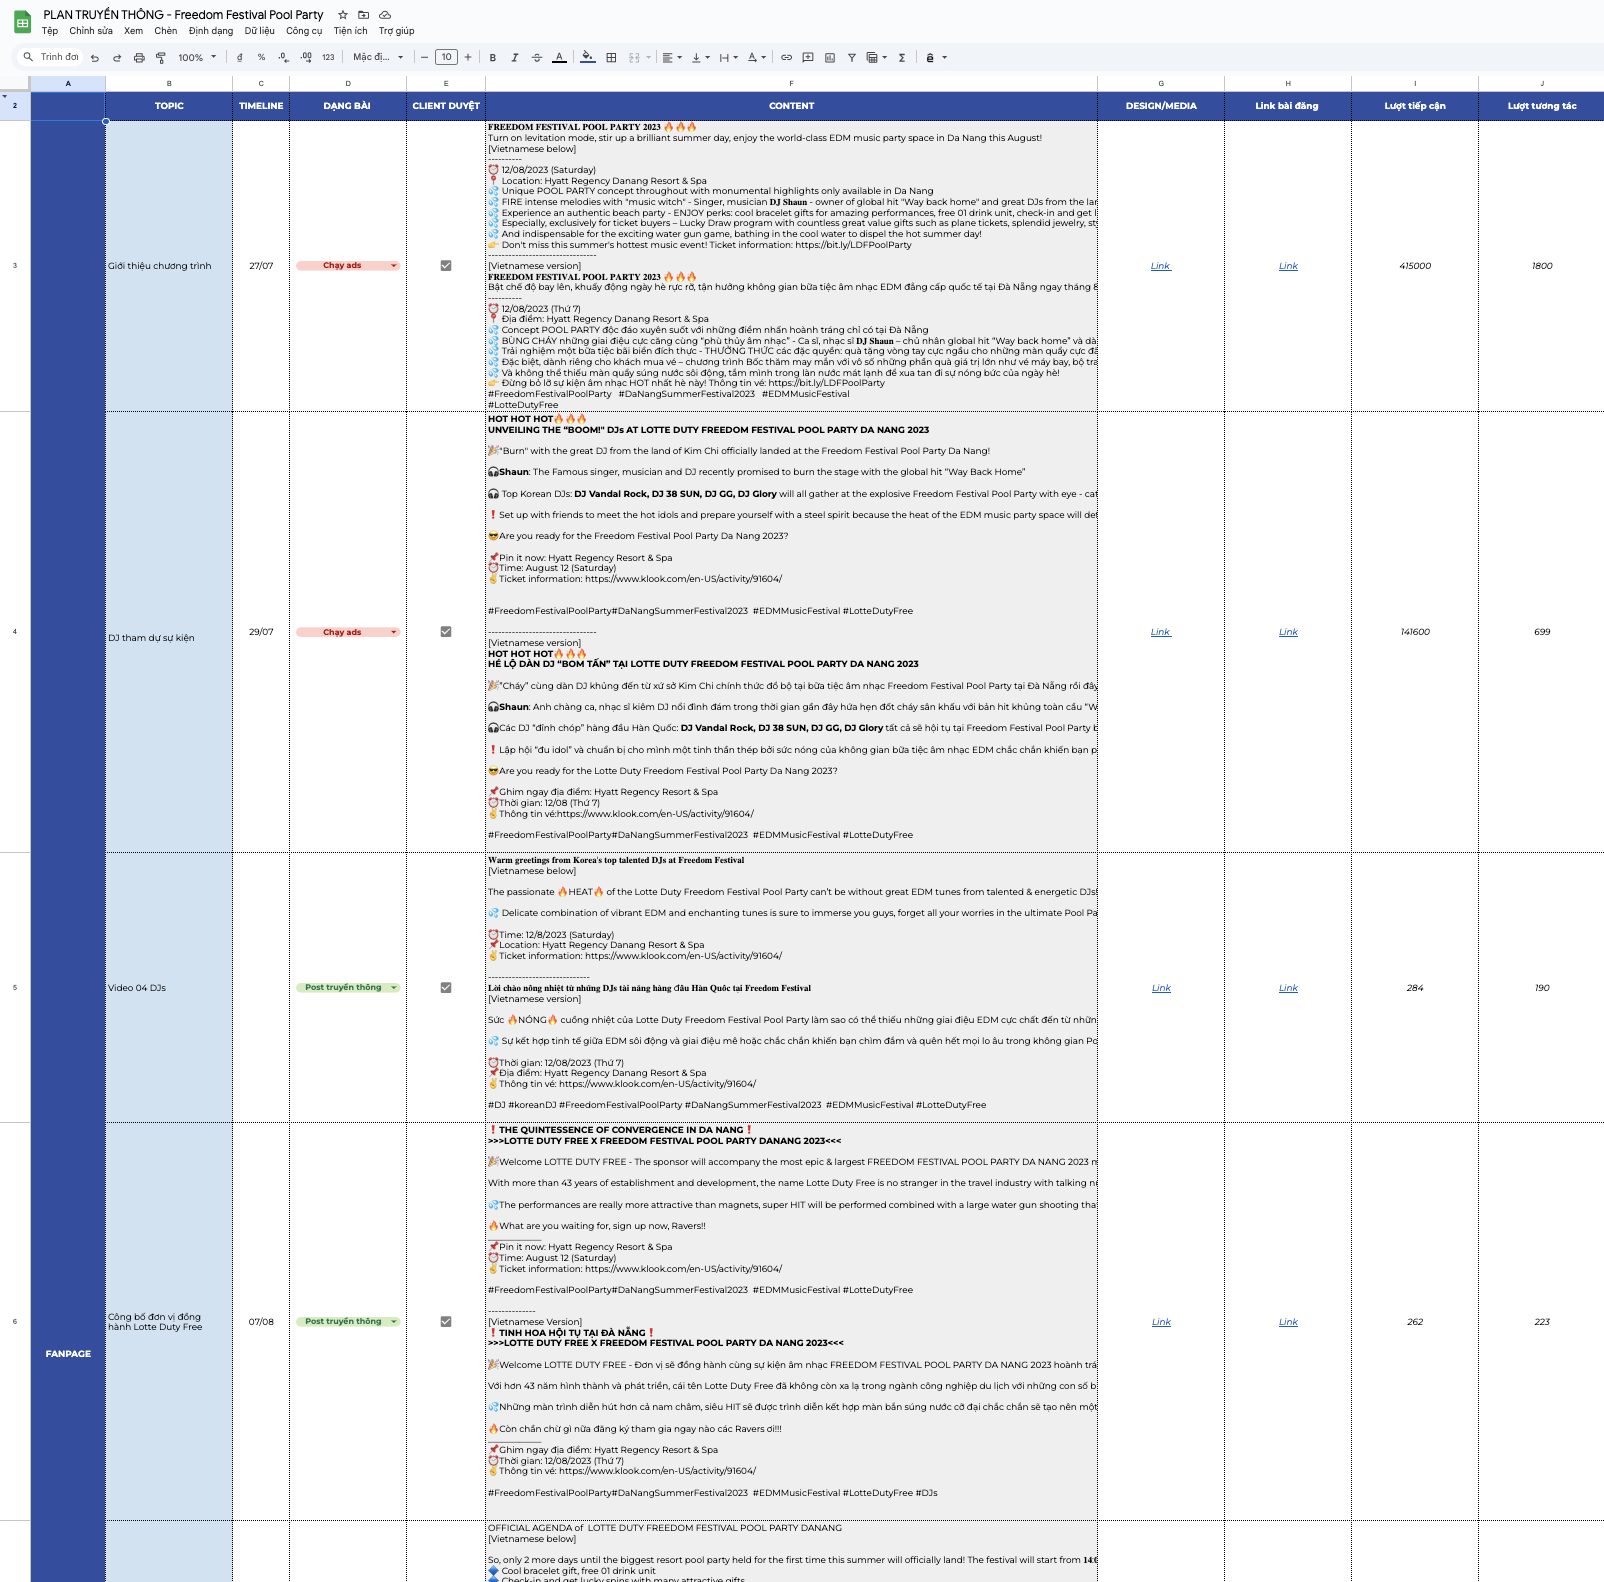 PLAN TRUYỀN THÔNG - Freedom Festival Pool Party
Tệp Chỉnh sửa Xem Chèn Định dạng Dữ liệu Công cụ Tiện ích Trợ giúp
Trình đơn 100% đ % .0 .00 123 Mặc đị... 10 B I A Σ
A B C D E F G H I J
2 TOPIC TIMELINE DẠNG BÀI CLIENT DUYỆT CONTENT DESIGN/MEDIA Link bài đăng Lượt tiếp cận Lượt tương tác
FREEDOM FESTIVAL POOL PARTY 2023 🔥🔥🔥
Turn on levitation mode, stir up a brilliant summer day, enjoy the world-class EDM music party space in Da Nang this August!
[Vietnamese below]
----------
⏰ 12/08/2023 (Saturday)
📍 Location: Hyatt Regency Danang Resort & Spa
💦 Unique POOL PARTY concept throughout with monumental highlights only available in Da Nang
💦 FIRE intense melodies with "music witch" - Singer, musician DJ Shaun - owner of global hit "Way back home" and great DJs from the
💦 Experience an authentic beach party - ENJOY perks: cool bracelet gifts for amazing performances, free 01 drink unit, check-in and get
💦 Especially, exclusively for ticket buyers – Lucky Draw program with countless great value gifts such as plane tickets, splendid jewelry,
💦 And indispensable for the exciting water gun game, bathing in the cool water to dispel the hot summer day!
👉 Don't miss this summer's hottest music event! Ticket information: https://bit.ly/LDFPoolParty
--------------------------------
3 Giới thiệu chương trình 27/07 Chạy ads Link Link 415000 1800
[Vietnamese version]
FREEDOM FESTIVAL POOL PARTY 2023 🔥🔥🔥
Bật chế độ bay lên, khuấy động ngày hè rực rỡ, tận hưởng không gian bữa tiệc âm nhạc EDM đẳng cấp quốc tế tại Đà Nẵng ngay tháng
----------
⏰ 12/08/2023 (Thứ 7)
📍 Địa điểm: Hyatt Regency Danang Resort & Spa
💦 Concept POOL PARTY độc đáo xuyên suốt với những điểm nhấn hoành tráng chỉ có tại Đà Nẵng
💦 BÙNG CHÁY những giai điệu cực căng cùng “phù thủy âm nhạc” - Ca sĩ, nhạc sĩ DJ Shaun – chủ nhân global hit “Way back home” và
💦 Trải nghiệm một bữa tiệc bãi biển đích thực - THƯỞNG THỨC các đặc quyền: quà tặng vòng tay cực ngầu cho những màn quẩy cực
💦 Đặc biệt, dành riêng cho khách mua vé – chương trình Bốc thăm may mắn với vô số những phần quà giá trị lớn như vé máy bay, bộ
💦 Và không thể thiếu màn quẩy súng nước sôi động, tắm mình trong làn nước mát lạnh để xua tan đi sự nóng bức của ngày hè!
👉 Đừng bỏ lỡ sự kiện âm nhạc HOT nhất hè này! Thông tin vé: https://bit.ly/LDFPoolParty
#FreedomFestivalPoolParty #DaNangSummerFestival2023 #EDMMusicFestival
#LotteDutyFree
HOT HOT HOT🔥🔥🔥
UNVEILING THE “BOOM!" DJs AT LOTTE DUTY FREEDOM FESTIVAL POOL PARTY DA NANG 2023
🎉"Burn" with the great DJ from the land of Kim Chi officially landed at the Freedom Festival Pool Party Da Nang!
🎧Shaun: The Famous singer, musician and DJ recently promised to burn the stage with the global hit “Way Back Home”
🎧 Top Korean DJs: DJ Vandal Rock, DJ 38 SUN, DJ GG, DJ Glory will all gather at the explosive Freedom Festival Pool Party with eye -
❗ Set up with friends to meet the hot idols and prepare yourself with a steel spirit because the heat of the EDM music party space will
😎Are you ready for the Freedom Festival Pool Party Da Nang 2023?
📌Pin it now: Hyatt Regency Resort & Spa
⏰Time: August 12 (Saturday)
✌Ticket information: https://www.klook.com/en-US/activity/91604/
#FreedomFestivalPoolParty#DaNangSummerFestival2023 #EDMMusicFestival #LotteDutyFree
4 DJ tham dự sự kiện 29/07 Chạy ads Link Link 141600 699
--------------------------------
[Vietnamese version]
HOT HOT HOT🔥🔥🔥
HÉ LỘ DÀN DJ “BOM TẤN” TẠI LOTTE DUTY FREEDOM FESTIVAL POOL PARTY DA NANG 2023
🎉“Cháy” cùng dàn DJ khủng đến từ xứ sở Kim Chi chính thức đổ bộ tại bữa tiệc âm nhạc Freedom Festival Pool Party tại Đà Nẵng rồi đây
🎧Shaun: Anh chàng ca, nhạc sĩ kiêm DJ nổi đình đám trong thời gian gần đây hứa hẹn đốt cháy sân khấu với bản hit khủng toàn cầu
🎧Các DJ “đỉnh chóp” hàng đầu Hàn Quốc: DJ Vandal Rock, DJ 38 SUN, DJ GG, DJ Glory tất cả sẽ hội tụ tại Freedom Festival Pool Party
❗ Lập hội “đu idol” và chuẩn bị cho mình một tinh thần thép bởi sức nóng của không gian bữa tiệc âm nhạc EDM chắc chắn khiến bạn
😎Are you ready for the Lotte Duty Freedom Festival Pool Party Da Nang 2023?
📌Ghim ngay địa điểm: Hyatt Regency Resort & Spa
⏰Thời gian: 12/08 (Thứ 7)
✌Thông tin vé:https://www.klook.com/en-US/activity/91604/
#FreedomFestivalPoolParty#DaNangSummerFestival2023 #EDMMusicFestival #LotteDutyFree
Warm greetings from Korea's top talented DJs at Freedom Festival
[Vietnamese below]
The passionate 🔥HEAT🔥 of the Lotte Duty Freedom Festival Pool Party can’t be without great EDM tunes from talented & energetic DJs!
💦 Delicate combination of vibrant EDM and enchanting tunes is sure to immerse you guys, forget all your worries in the ultimate Pool
⏰Time: 12/8/2023 (Saturday)
📌Location: Hyatt Regency Danang Resort & Spa
✌Ticket information: https://www.klook.com/en-US/activity/91604/
------------------------------
5 Video 04 DJs Post truyền thông Link Link 284 190
Lời chào nồng nhiệt từ những DJs tài năng hàng đầu Hàn Quốc tại Freedom Festival
[Vietnamese version]
Sức 🔥NÓNG🔥 cuồng nhiệt của Lotte Duty Freedom Festival Pool Party làm sao có thể thiếu những giai điệu EDM cực chất đến từ
💦 Sự kết hợp tinh tế giữa EDM sôi động và giai điệu mê hoặc chắc chắn khiến bạn chìm đắm và quên hết mọi lo âu trong không gian
⏰Thời gian: 12/08/2023 (Thứ 7)
📌Địa điểm: Hyatt Regency Danang Resort & Spa
✌Thông tin vé: https://www.klook.com/en-US/activity/91604/
#DJ #koreanDJ #FreedomFestivalPoolParty #DaNangSummerFestival2023 #EDMMusicFestival #LotteDutyFree
❗THE QUINTESSENCE OF CONVERGENCE IN DA NANG❗
>>>LOTTE DUTY FREE X FREEDOM FESTIVAL POOL PARTY DANANG 2023<<<
🎉Welcome LOTTE DUTY FREE - The sponsor will accompany the most epic & largest FREEDOM FESTIVAL POOL PARTY DA NANG 2023
With more than 43 years of establishment and development, the name Lotte Duty Free is no stranger in the travel industry with talking
💦The performances are really more attractive than magnets, super HIT will be performed combined with a large water gun shooting
🔥What are you waiting for, sign up now, Ravers!!
____________
📌Pin it now: Hyatt Regency Resort & Spa
⏰Time: August 12 (Saturday)
✌Ticket information: https://www.klook.com/en-US/activity/91604/
#FreedomFestivalPoolParty#DaNangSummerFestival2023 #EDMMusicFestival #LotteDutyFree
--------------
6 Công bố đơn vị đồng hành Lotte Duty Free 07/08 Post truyền thông Link Link 262 223
[Vietnamese Version]
❗TINH HOA HỘI TỤ TẠI ĐÀ NẴNG❗
>>>LOTTE DUTY FREE X FREEDOM FESTIVAL POOL PARTY DA NANG 2023<<<
FANPAGE
🎉Welcome LOTTE DUTY FREE - Đơn vị sẽ đồng hành cùng sự kiện âm nhạc FREEDOM FESTIVAL POOL PARTY DA NANG 2023 hoành
Với hơn 43 năm hình thành và phát triển, cái tên Lotte Duty Free đã không còn xa lạ trong ngành công nghiệp du lịch với những con số
💦Những màn trình diễn hút hơn cả nam châm, siêu HIT sẽ được trình diễn kết hợp màn bắn súng nước cỡ đại chắc chắn sẽ tạo nên một
🔥Còn chần chừ gì nữa đăng ký tham gia ngay nào các Ravers ơi!!!
____________
📌Ghim ngay địa điểm: Hyatt Regency Resort & Spa
⏰Thời gian: 12/08/2023 (Thứ 7)
✌Thông tin vé: https://www.klook.com/en-US/activity/91604/
#FreedomFestivalPoolParty#DaNangSummerFestival2023 #EDMMusicFestival #LotteDutyFree #DJs
OFFICIAL AGENDA of LOTTE DUTY FREEDOM FESTIVAL POOL PARTY DANANG
[Vietnamese below]
So, only 2 more days until the biggest resort pool party held for the first time this summer will officially land! The festival will start from
🔷 Cool bracelet gift, free 01 drink unit
🔷 Check-in and get lucky spins with many attractive gifts